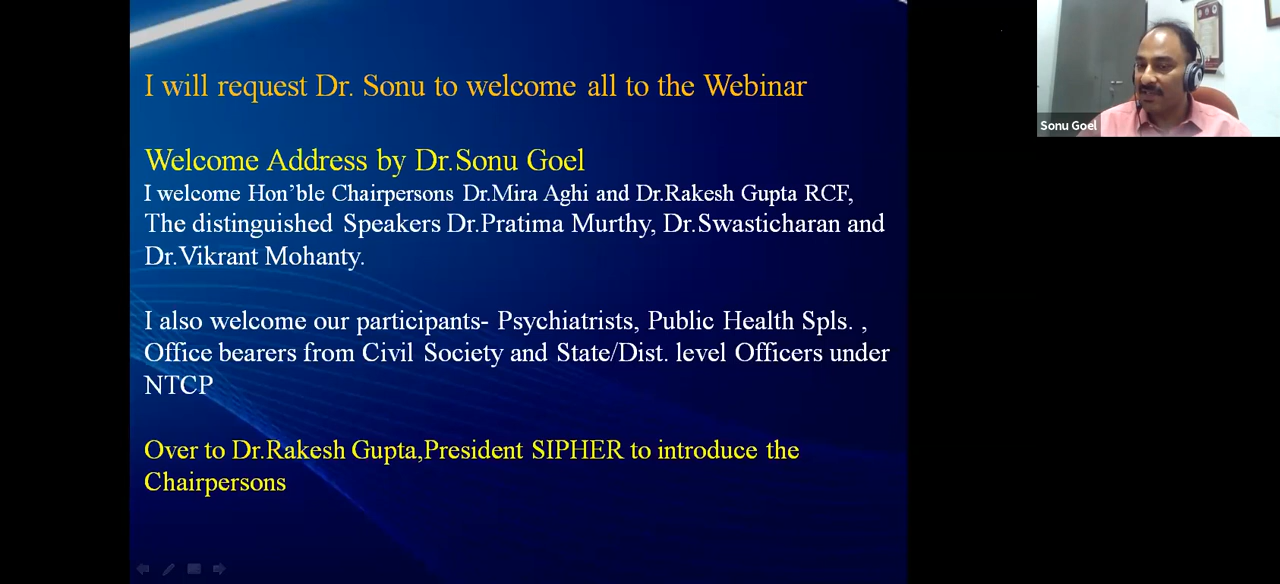 I will request Dr. Sonu to welcome all to the Webinar
Welcome Address by Dr.Sonu Goel
I welcome Hon'ble Chairpersons Dr.Mira Aghi and Dr.Rakesh Gupta RCF,
The distinguished Speakers Dr.Pratima Murthy, Dr.Swasticharan and
Dr.Vikrant Mohanty.
I also welcome our participants- Psychiatrists, Public Health Spls. ,
Office bearers from Civil Society and State/Dist. level Officers under
NTCP
Over to Dr.Rakesh Gupta,President SIPHER to introduce the
Chairpersons
Sonu Goel